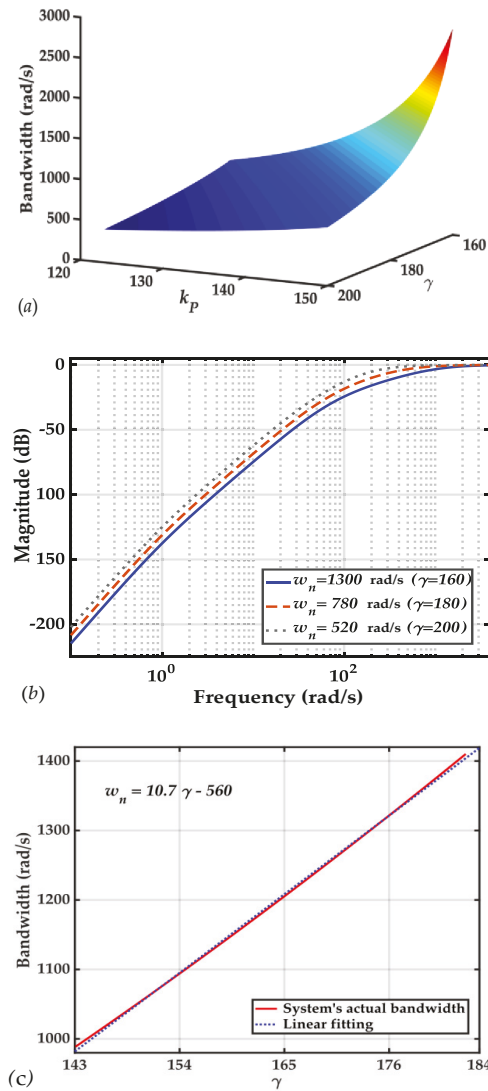 3000
2500
2000
1500
1000
500
0
Bandwidth (rad/s)
120
130
140
150
k_p
160
180
200
γ
(a)
0
-50
100
150
-200
Magnitude (dB)
w_n=1300 rad/s (γ=160)
w_n= 780 rad/s (γ=180)
w_n= 520 rad/s (γ=200)
10^0
10^2
Frequency (rad/s)
(b)
1400
1300
1200
1100
1000
Bandwidth (rad/s)
w_n = 10.7 γ - 560
System's actual bandwidth
Linear fitting
143
154
165
176
184
γ
(c)